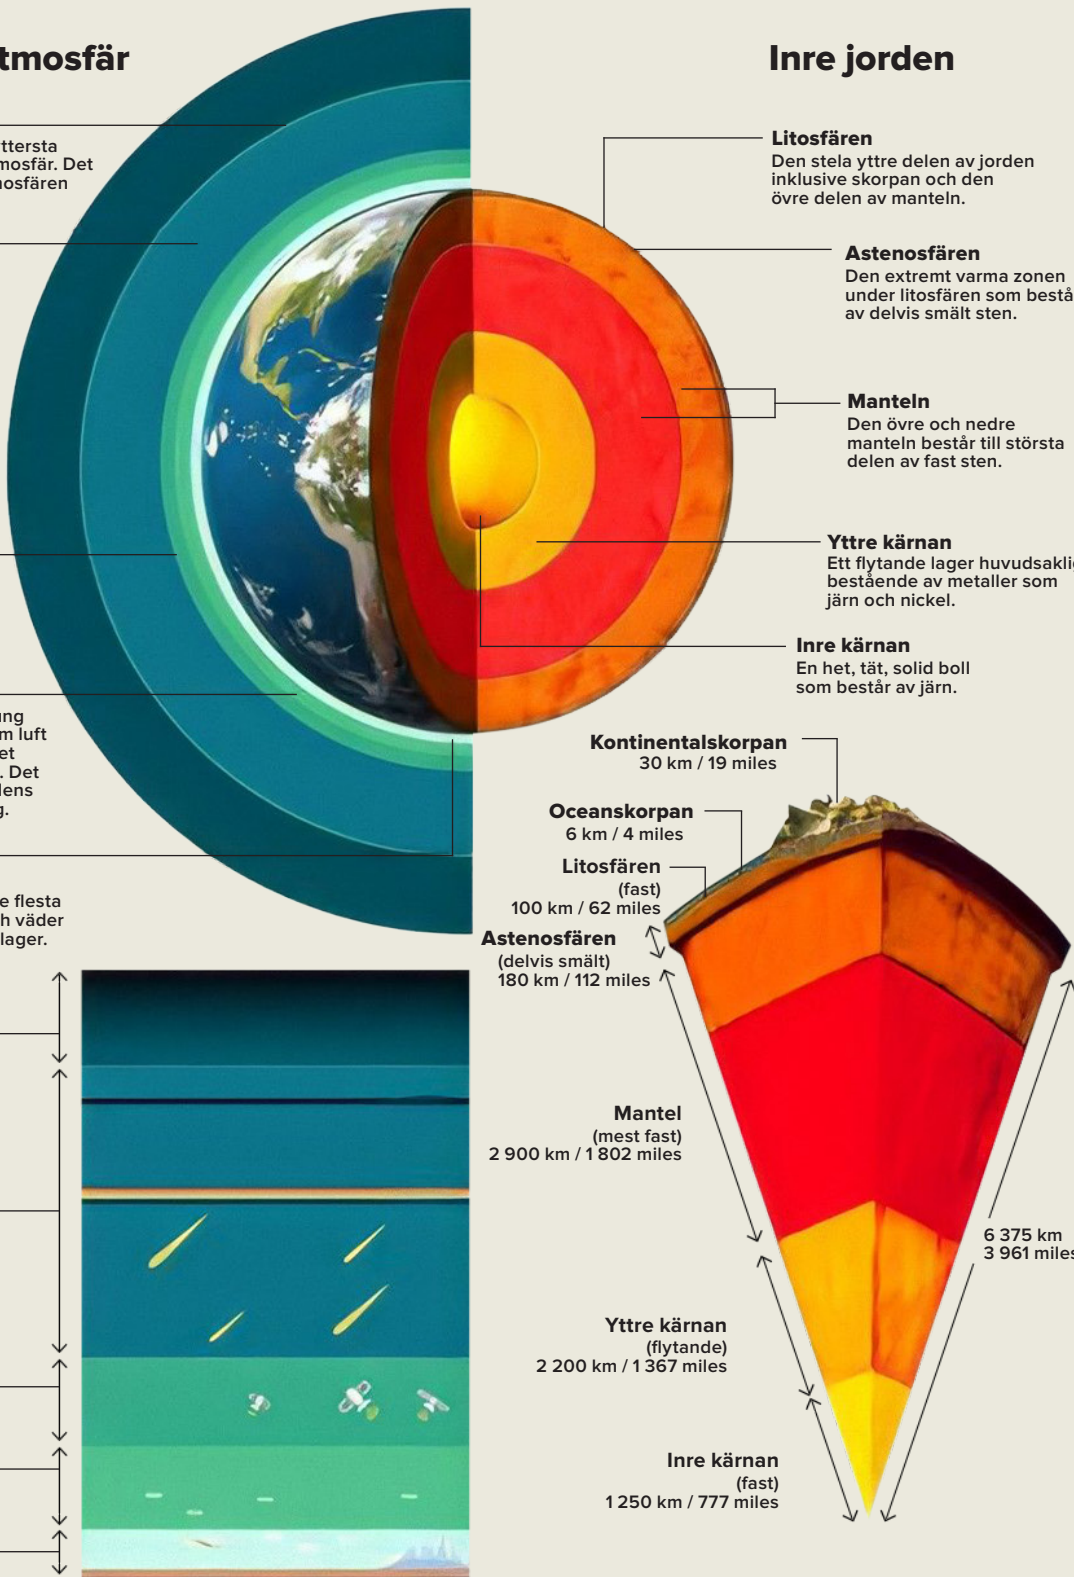 tmosfär
ttersta
mosfär. Det
nosfären
ung
m luft
et
. Det
dens
g.
e flesta
h väder
lager.
Inre jorden
Litosfären
Den stela yttre delen av jorden
inklusive skorpan och den
övre delen av manteln.
Astenosfären
Den extremt varma zonen
under litosfären som består
av delvis smält sten.
Manteln
Den övre och nedre
manteln består till största
delen av fast sten.
Yttre kärnan
Ett flytande lager huvudsaklig
bestående av metaller som
järn och nickel.
Inre kärnan
En het, tät, solid boll
som består av järn.
Kontinentalskorpan
30 km / 19 miles
Oceanskorpan
6 km / 4 miles
Litosfären
(fast)
100 km / 62 miles
Astenosfären
(delvis smält)
180 km / 112 miles
Mantel
(mest fast)
2 900 km / 1 802 miles
6 375 km
3 961 miles
Yttre kärnan
(flytande)
2 200 km / 1 367 miles
Inre kärnan
(fast)
1 250 km / 777 miles